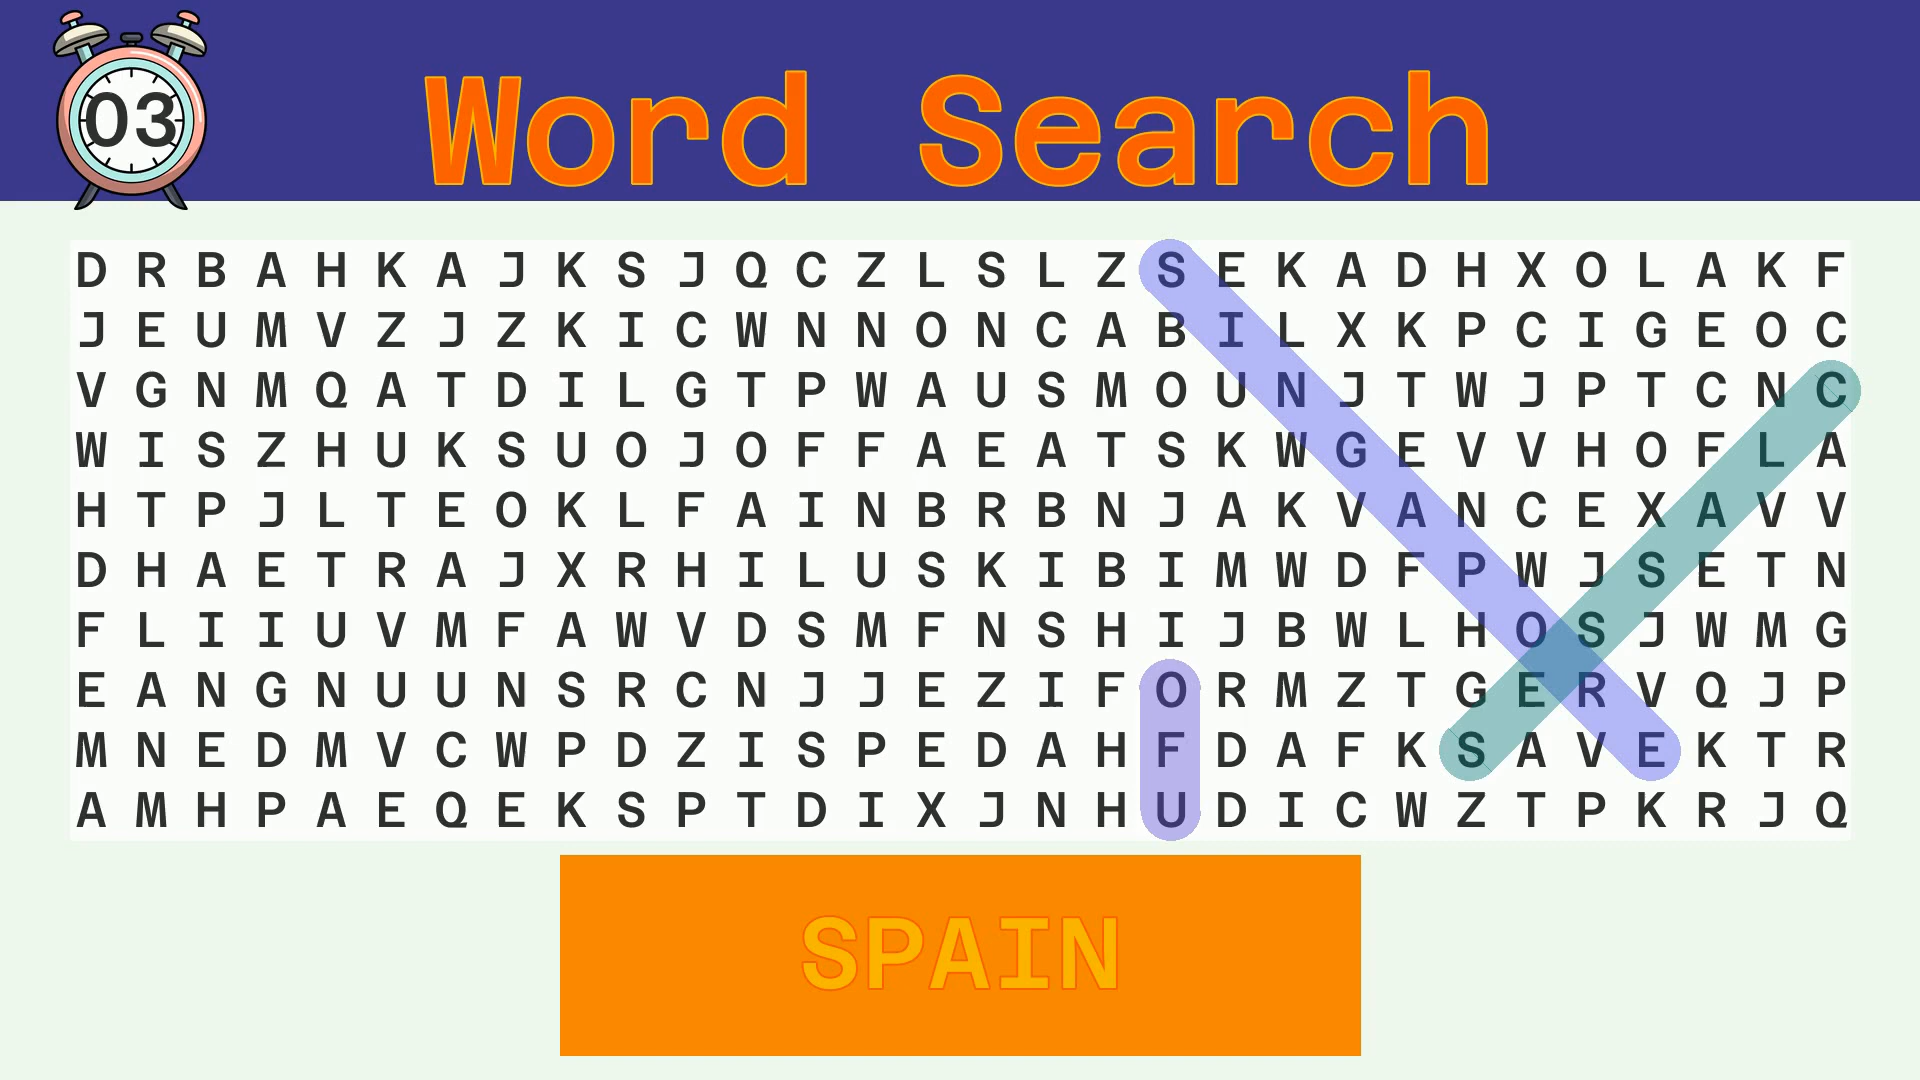 03
Word Search
D R B A H K A J K S J Q C Z L S L Z S E K A D H X O L A K F
J E U M V Z J Z K I C W N N O N C A B I L X K P C I G E O C
V G N M Q A T D I L G T P W A U S M O U N J T W J P T C N C
W I S Z H U K S U O J O F F A E A T S K W G E V V H O F L A
H T P J L T E O K L F A I N B R B N J A K V A N C E X A V V
D H A E T R A J X R H I L U S K I B I M W D F P W J S E T N
F L I I U V M F A W V D S M F N S H I J B W L H O S J W M G
E A N G N U U N S R C N J J E Z I F O R M Z T G E R V Q J P
M N E D M V C W P D Z I S P E D A H F D A F K S A V E K T R
A M H P A E Q E K S P T D I X J N H U D I C W Z T P K R J Q
SPAIN